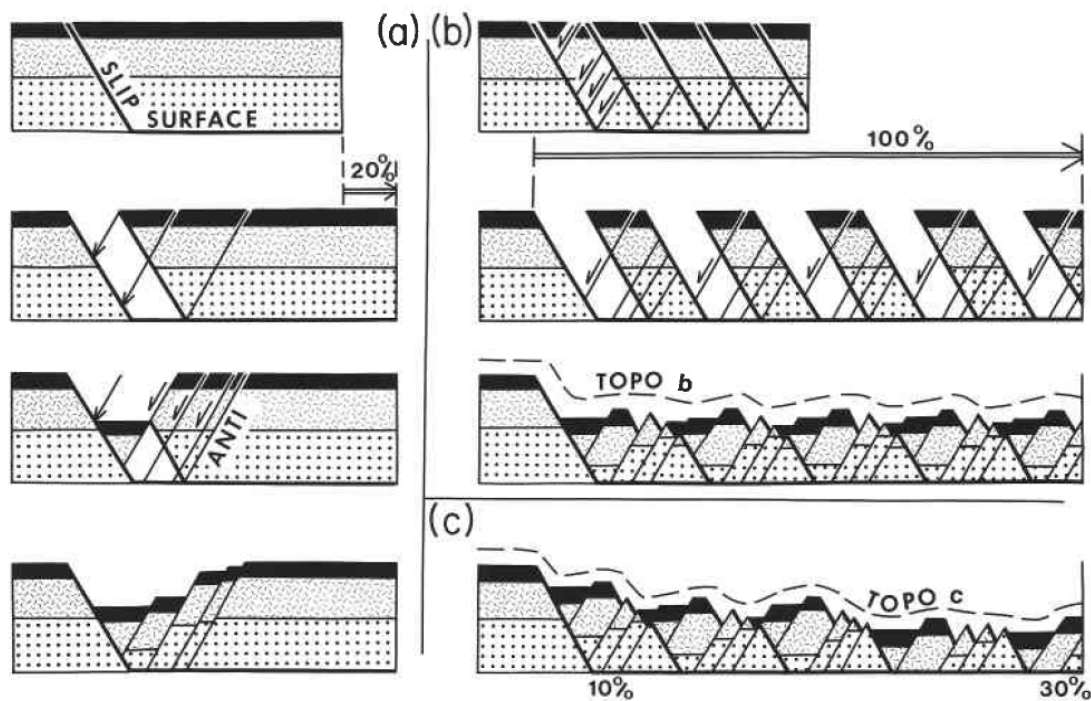 (a)
SLIP
SURFACE
20%
ANTI
(b)
100%
TOPO b
(c)
TOPO c
10%
30%